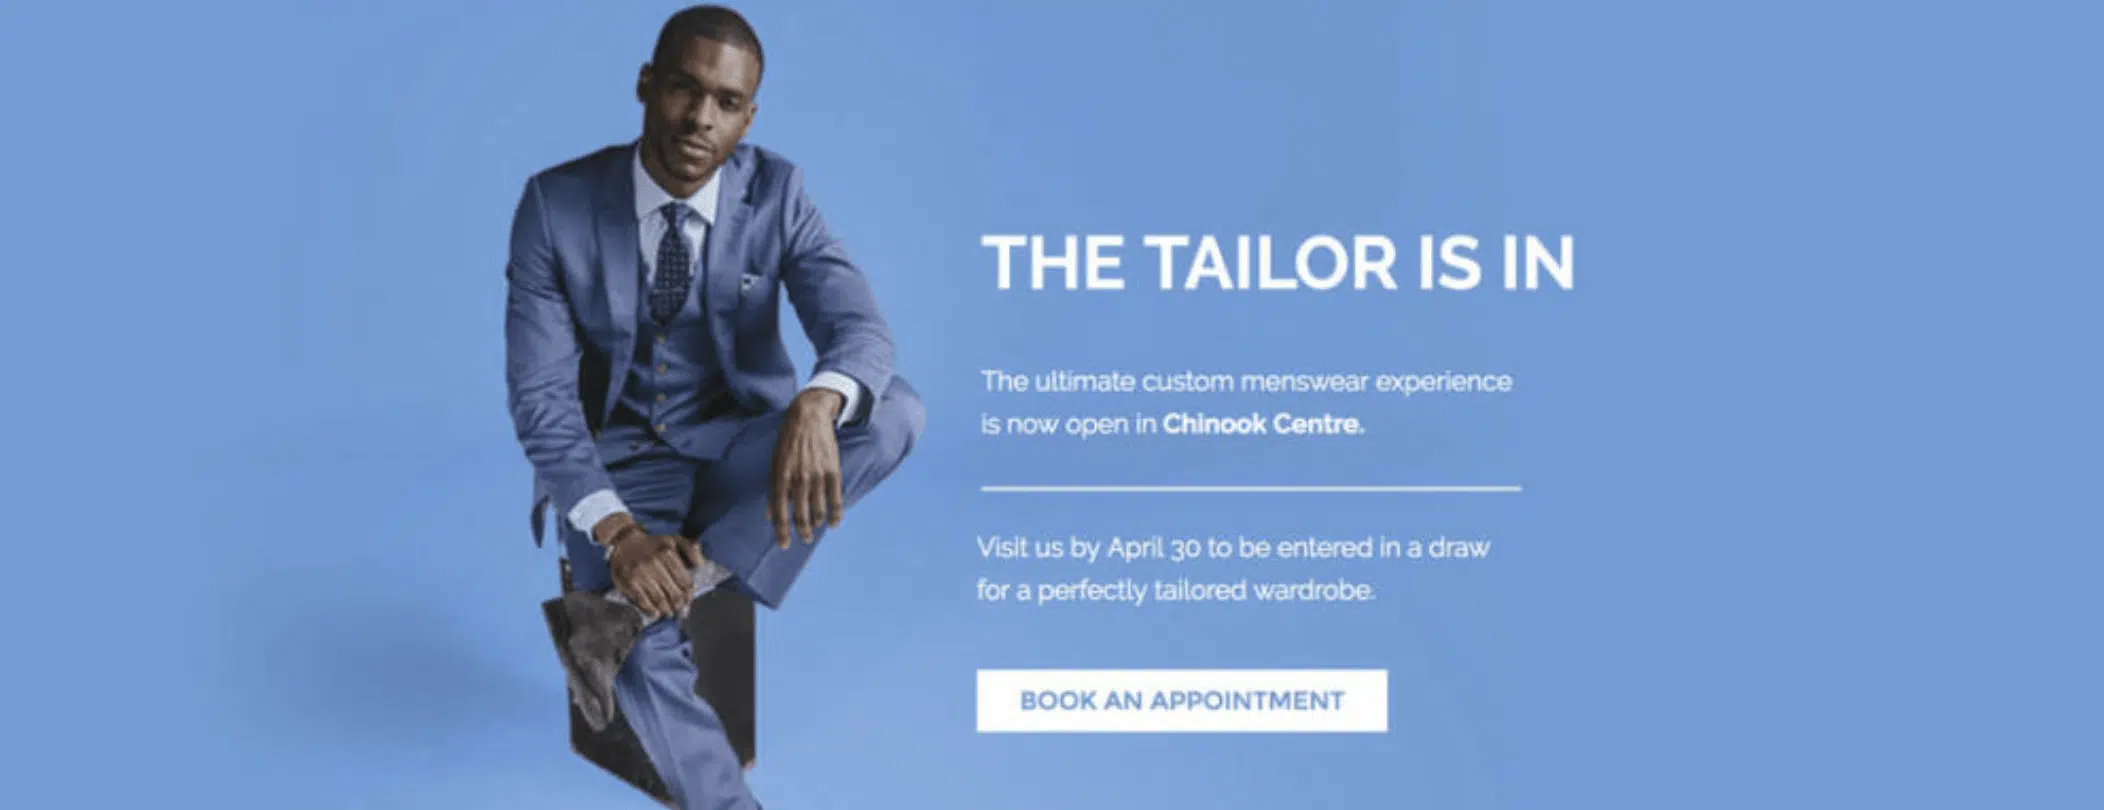 THE TAILOR IS IN
The ultimate custom menswear experience
is now open in Chinook Centre.
Visit us by April 30 to be entered in a draw
for a perfectly tailored wardrobe.
BOOK AN APPOINTMENT